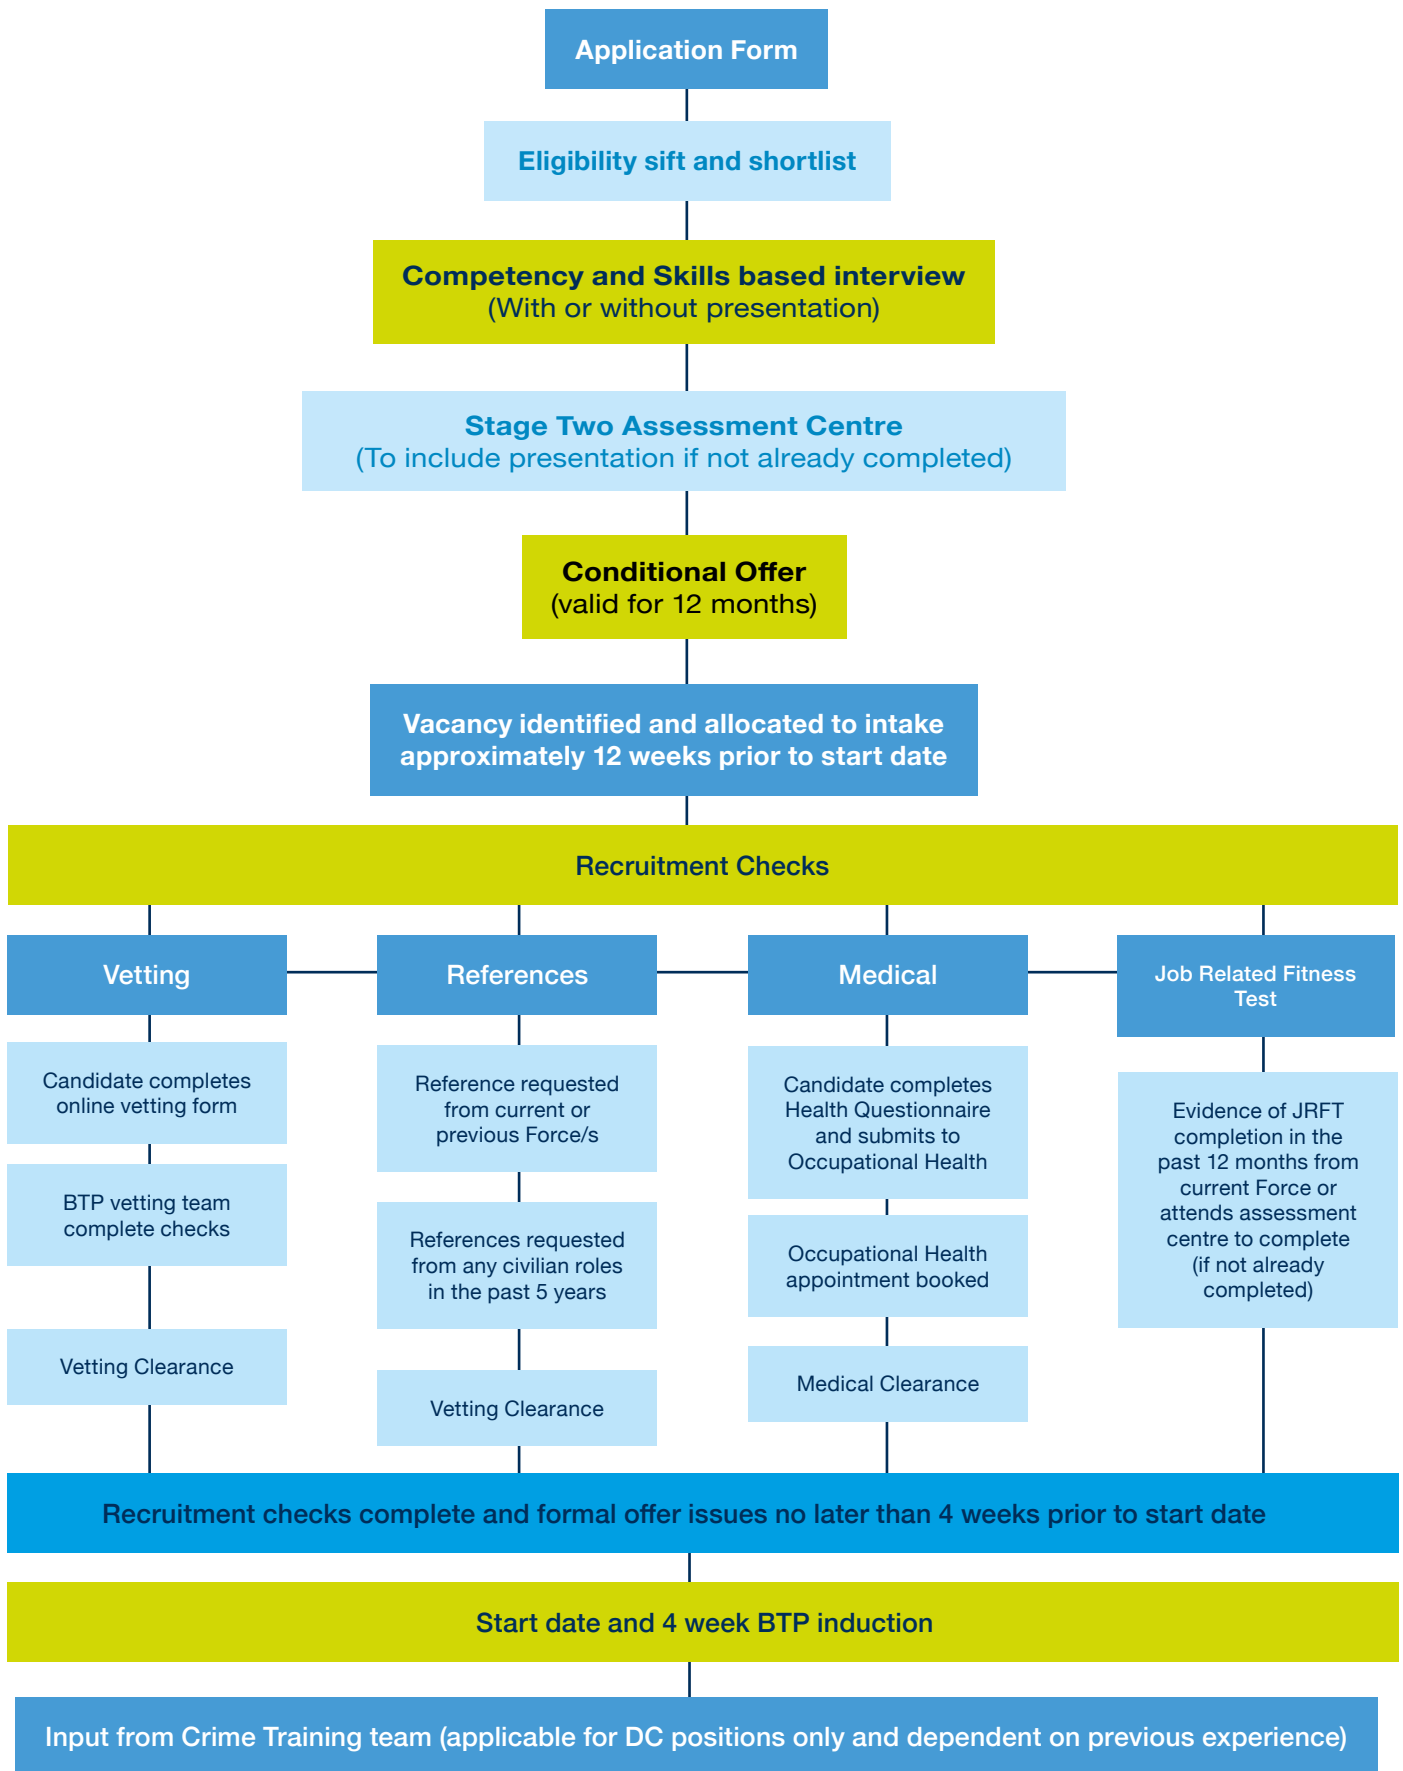 Application Form
Eligibility sift and shortlist
Competency and Skills based interview
(With or without presentation)
Stage Two Assessment Centre
(To include presentation if not already completed)
Conditional Offer
(valid for 12 months)
Vacancy identified and allocated to intake
approximately 12 weeks prior to start date
Recruitment Checks
Vetting
Candidate completes
online vetting form
BTP vetting team
complete checks
Vetting Clearance
References
Reference requested
from current or
previous Force/s
References requested
from any civilian roles
in the past 5 years
Vetting Clearance
Medical
Candidate completes
Health Questionnaire
and submits to
Occupational Health
Occupational Health
appointment booked
Medical Clearance
Job Related Fitness
Test
Evidence of JRFT
completion in the
past 12 months from
current Force or
attends assessment
centre to complete
(if not already
completed)
Recruitment checks complete and formal offer issues no later than 4 weeks prior to start date
Start date and 4 week BTP induction
Input from Crime Training team (applicable for DC positions only and dependent on previous experience)